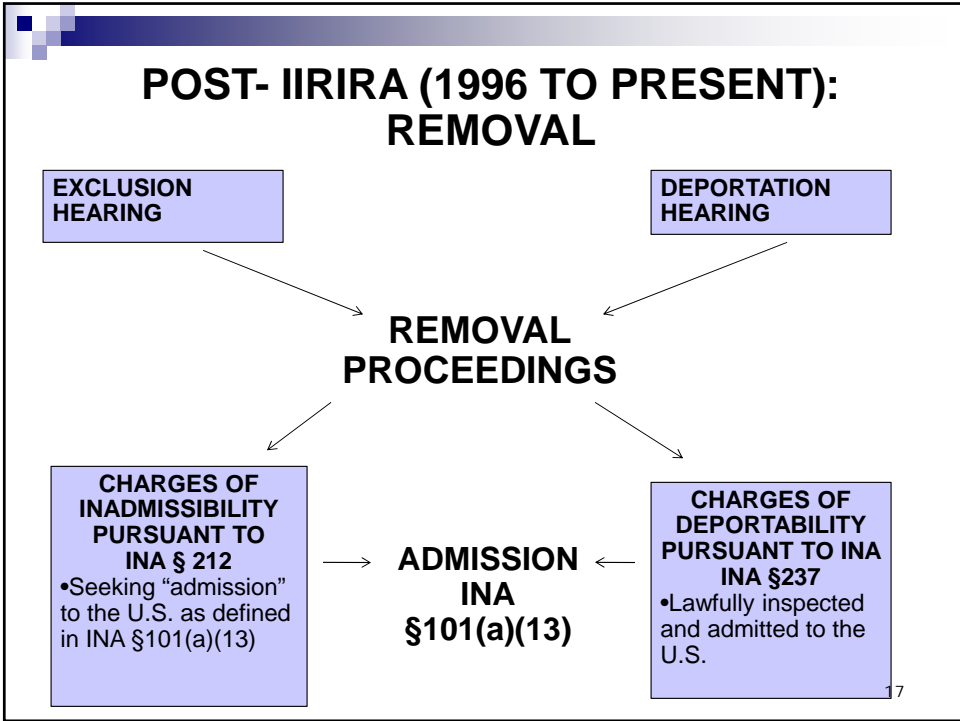 POST- IIRIRA (1996 TO PRESENT):
REMOVAL
EXCLUSION
HEARING
DEPORTATION
HEARING
REMOVAL
PROCEEDINGS
CHARGES OF
INADMISSIBILITY
PURSUANT TO
INA § 212
•Seeking “admission”
to the U.S. as defined
in INA §101(a)(13)
ADMISSION
INA
§101(a)(13)
CHARGES OF
DEPORTABILITY
PURSUANT TO INA
INA §237
•Lawfully inspected
and admitted to the
U.S.
17